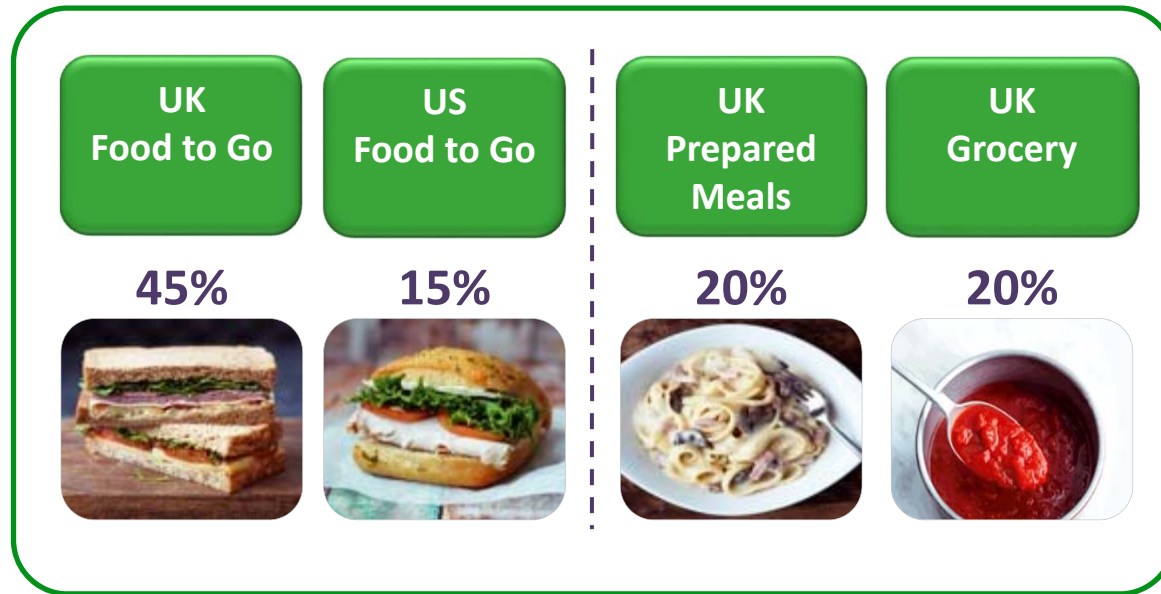 UK
Food to Go
45%
US
Food to Go
15%
UK
Prepared
Meals
20%
UK
Grocery
20%